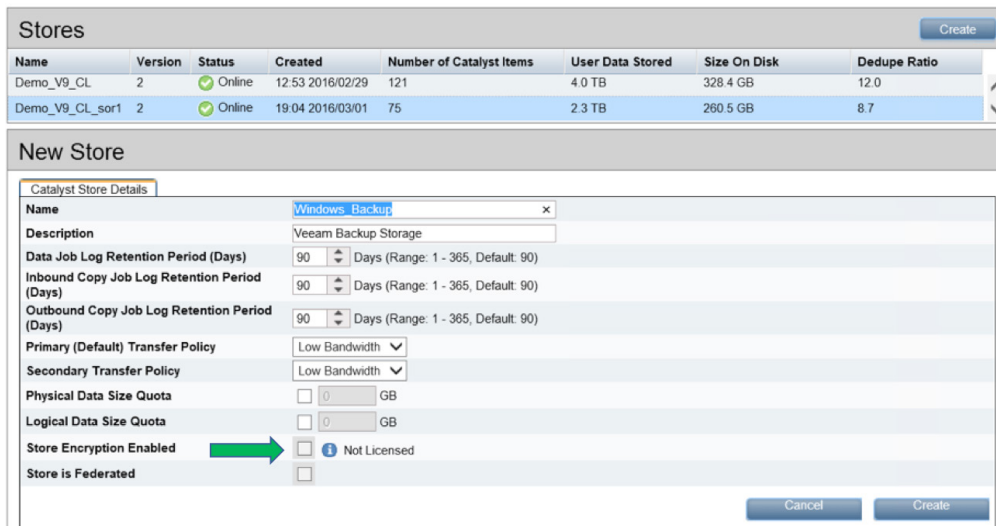 Stores
Create
Name Version Status Created Number of Catalyst Items User Data Stored Size On Disk Dedupe Ratio
Demo_V9_CL 2 Online 12:53 2016/02/29 121 4.0 TB 328.4 GB 12.0
Demo_V9_CL_sor1 2 Online 19:04 2016/03/01 75 2.3 TB 260.5 GB 8.7
New Store
Catalyst Store Details
Name Windows_Backup ×
Description Veeam Backup Storage
Data Job Log Retention Period (Days) 90 Days (Range: 1 - 365, Default: 90)
Inbound Copy Job Log Retention Period
(Days) 90 Days (Range: 1 - 365, Default: 90)
Outbound Copy Job Log Retention Period
(Days) 90 Days (Range: 1 - 365, Default: 90)
Primary (Default) Transfer Policy Low Bandwidth
Secondary Transfer Policy Low Bandwidth
Physical Data Size Quota 0 GB
Logical Data Size Quota 0 GB
Store Encryption Enabled i Not Licensed
Store is Federated
Cancel Create